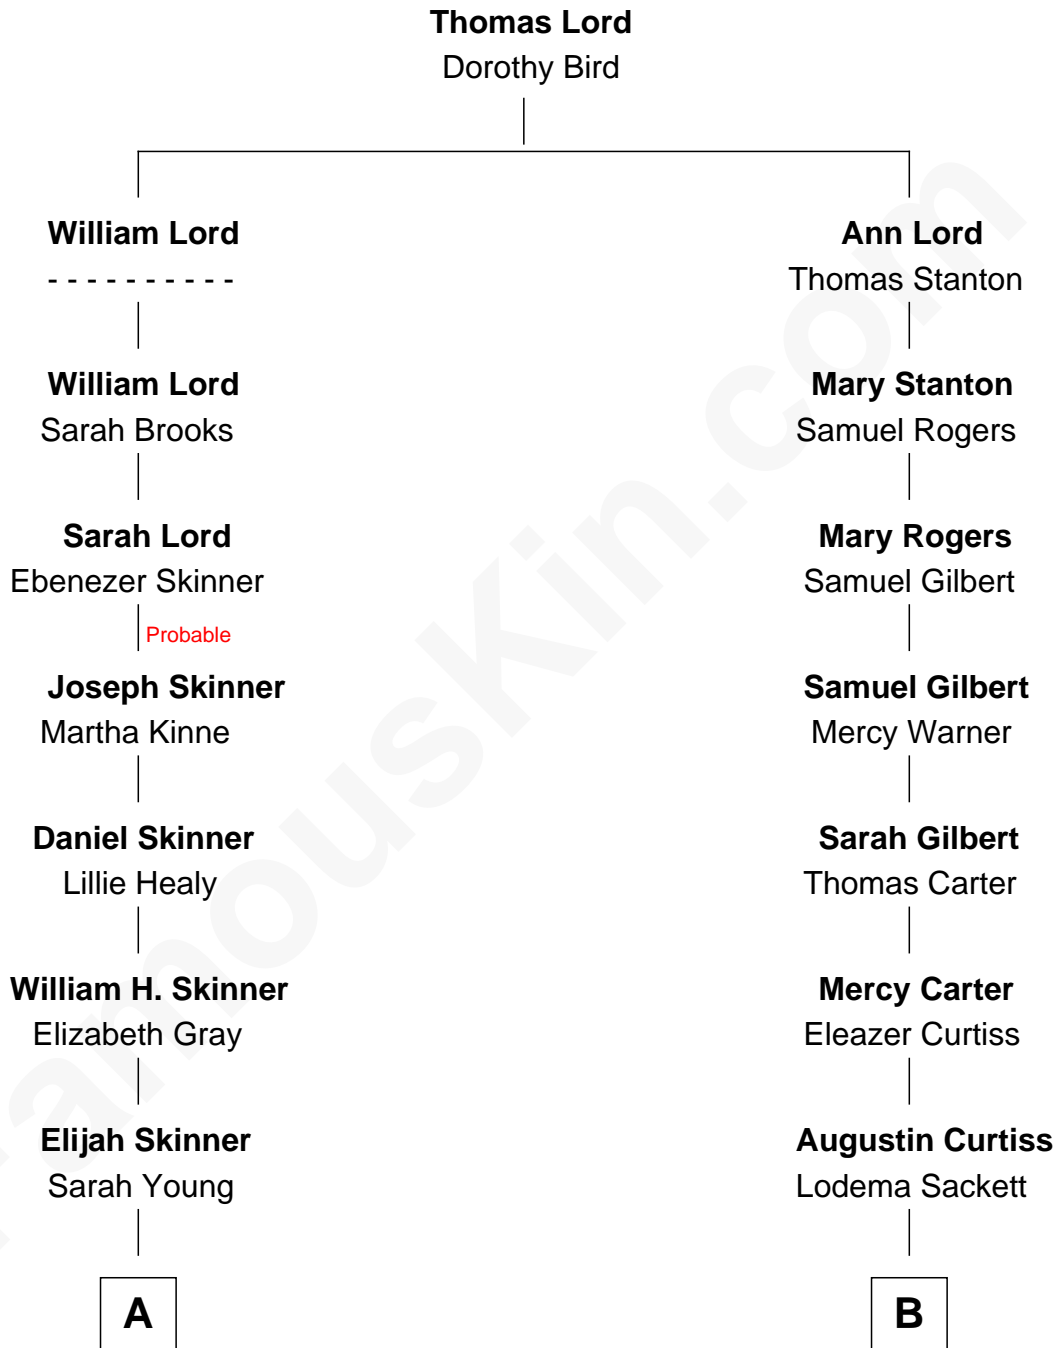 Thomas Lord
Dorothy Bird
William Lord
- - - - - - - - - -
Ann Lord
Thomas Stanton
William Lord
Sarah Brooks
Mary Stanton
Samuel Rogers
Sarah Lord
Ebenezer Skinner
Mary Rogers
Samuel Gilbert
Probable
Joseph Skinner
Martha Kinne
Samuel Gilbert
Mercy Warner
Daniel Skinner
Lillie Healy
Sarah Gilbert
Thomas Carter
William H. Skinner
Elizabeth Gray
Mercy Carter
Eleazer Curtiss
Elijah Skinner
Sarah Young
Augustin Curtiss
Lodema Sackett
A
B
FamousKin.com